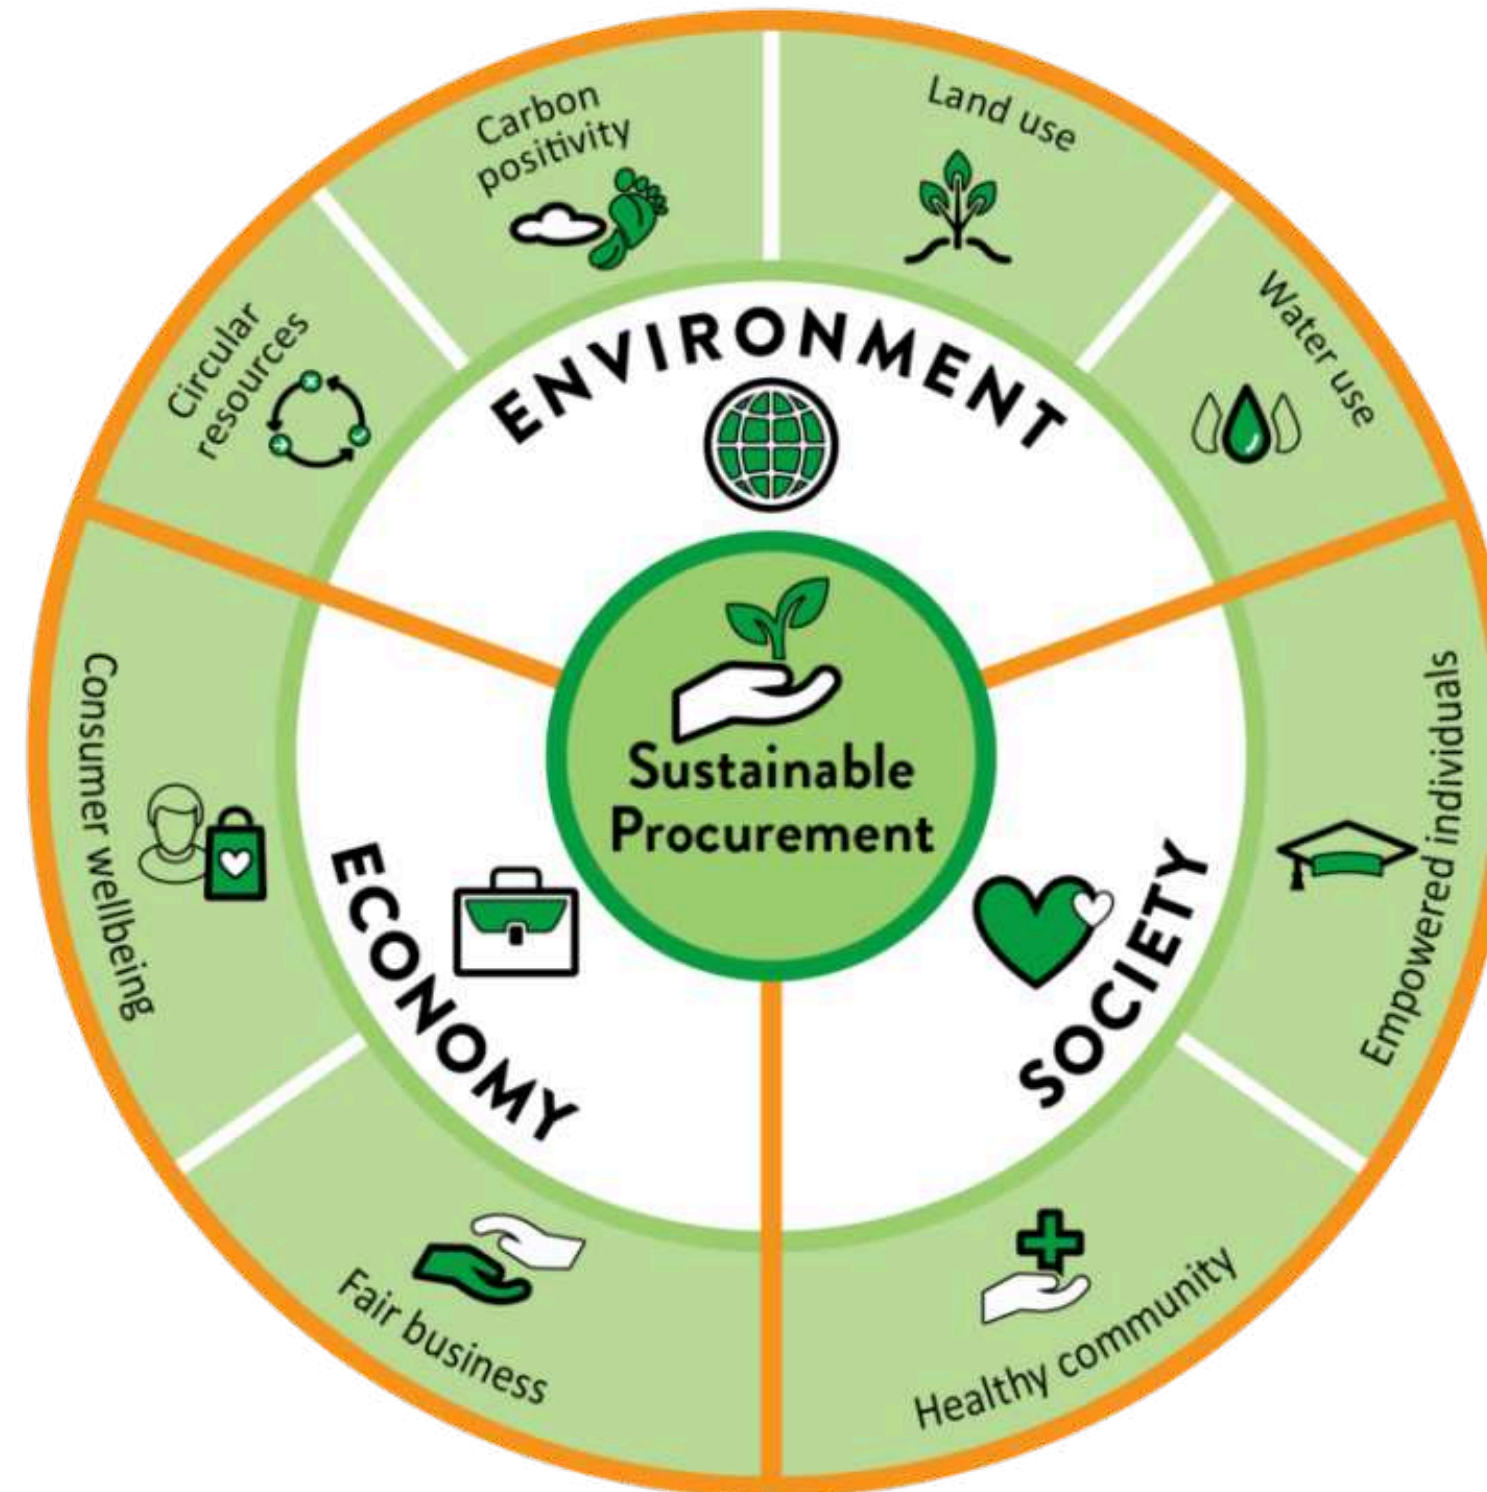 Carbon
positivity
Land use
Circular
resources
Water use
ENVIRONMENT
Sustainable
Procurement
Consumer wellbeing
Empowered individuals
ECONOMY
SOCIETY
Fair business
Healthy community